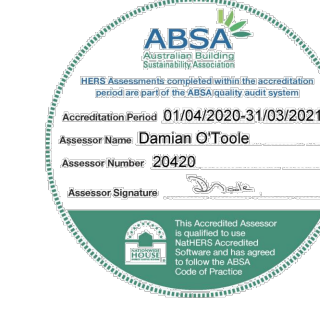 ABSA
Australian Building
Sustainability Association
HERS Assessments completed within the accreditation
period are part of the ABSA quality audit system
Accreditation Period 01/04/2020-31/03/2021
Assessor Name Damian O'Toole
Assessor Number 20420
Assessor Signature
This Accredited Assessor
is qualified to use
NatHERS Accredited
Software and has agreed
to follow the ABSA
Code of Practice
NATIONWIDE
HOUSE